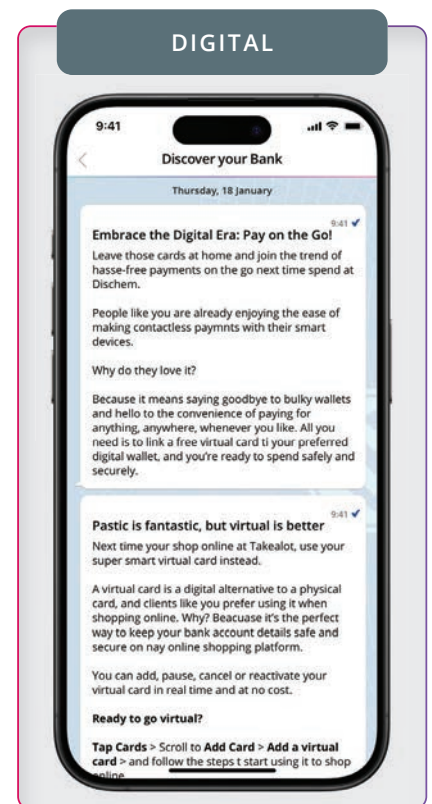 DIGITAL
9:41
Discover your Bank
Thursday, 18 January
9:41
Embrace the Digital Era: Pay on the Go!
Leave those cards at home and join the trend of
hasse-free payments on the go next time spend at
Dischem.
People like you are already enjoying the ease of
making contactless paymnts with their smart
devices.
Why do they love it?
Because it means saying goodbye to bulky wallets
and hello to the convenience of paying for
anything, anywhere, whenever you like. All you
need is to link a free virtual card ti your preferred
digital wallet, and you're ready to spend safely and
securely.
9:41
Pastic is fantastic, but virtual is better
Next time your shop online at Takealot, use your
super smart virtual card instead.
A virtual card is a digital alternative to a physical
card, and clients like you prefer using it when
shopping online. Why? Beacuase it's the perfect
way to keep your bank account details safe and
secure on nay online shopping platform.
You can add, pause, cancel or reactivate your
virtual card in real time and at no cost.
Ready to go virtual?
Tap Cards > Scroll to Add Card > Add a virtual
card > and follow the steps t start using it to shop
online